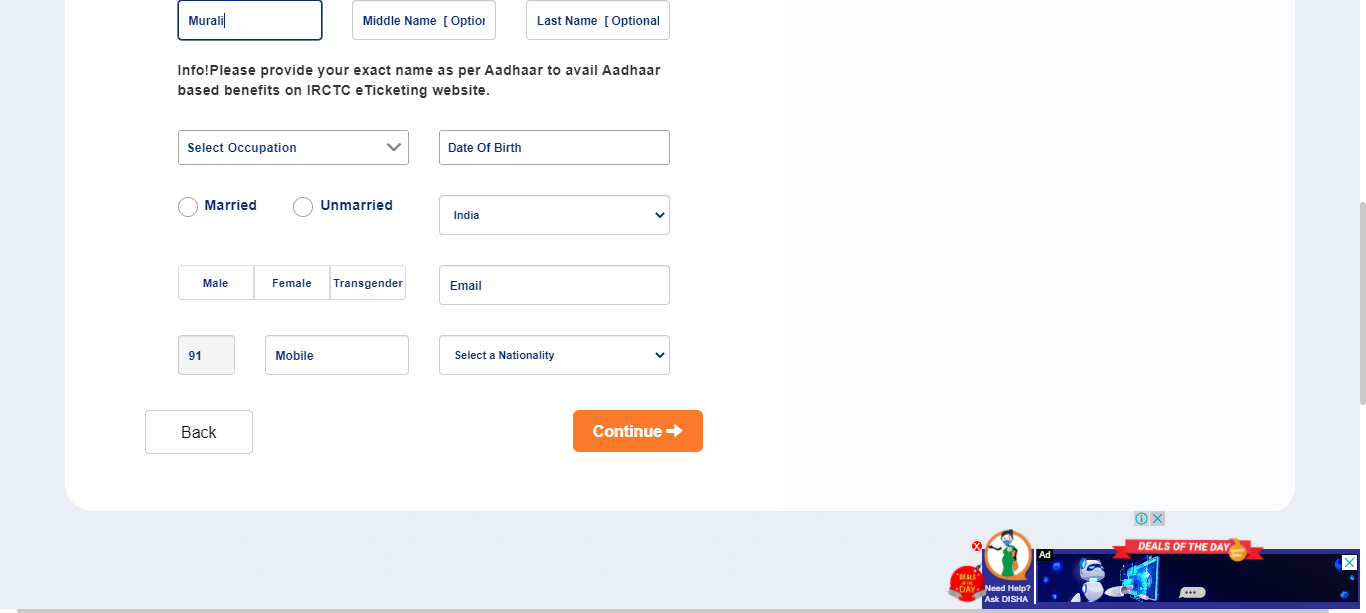 Murali
Middle Name  [ Option
Last Name  [ Optional
Info!Please provide your exact name as per Aadhaar to avail Aadhaar
based benefits on IRCTC eTicketing website.
Select Occupation
Date Of Birth
Married
Unmarried
India
Male
Female
Transgender
Email
91
Mobile
Select a Nationality
Back
Continue
DEALS OF THE DAY
Ad
DEALS
OF THE
DAY
Need Help?
Ask DISHA